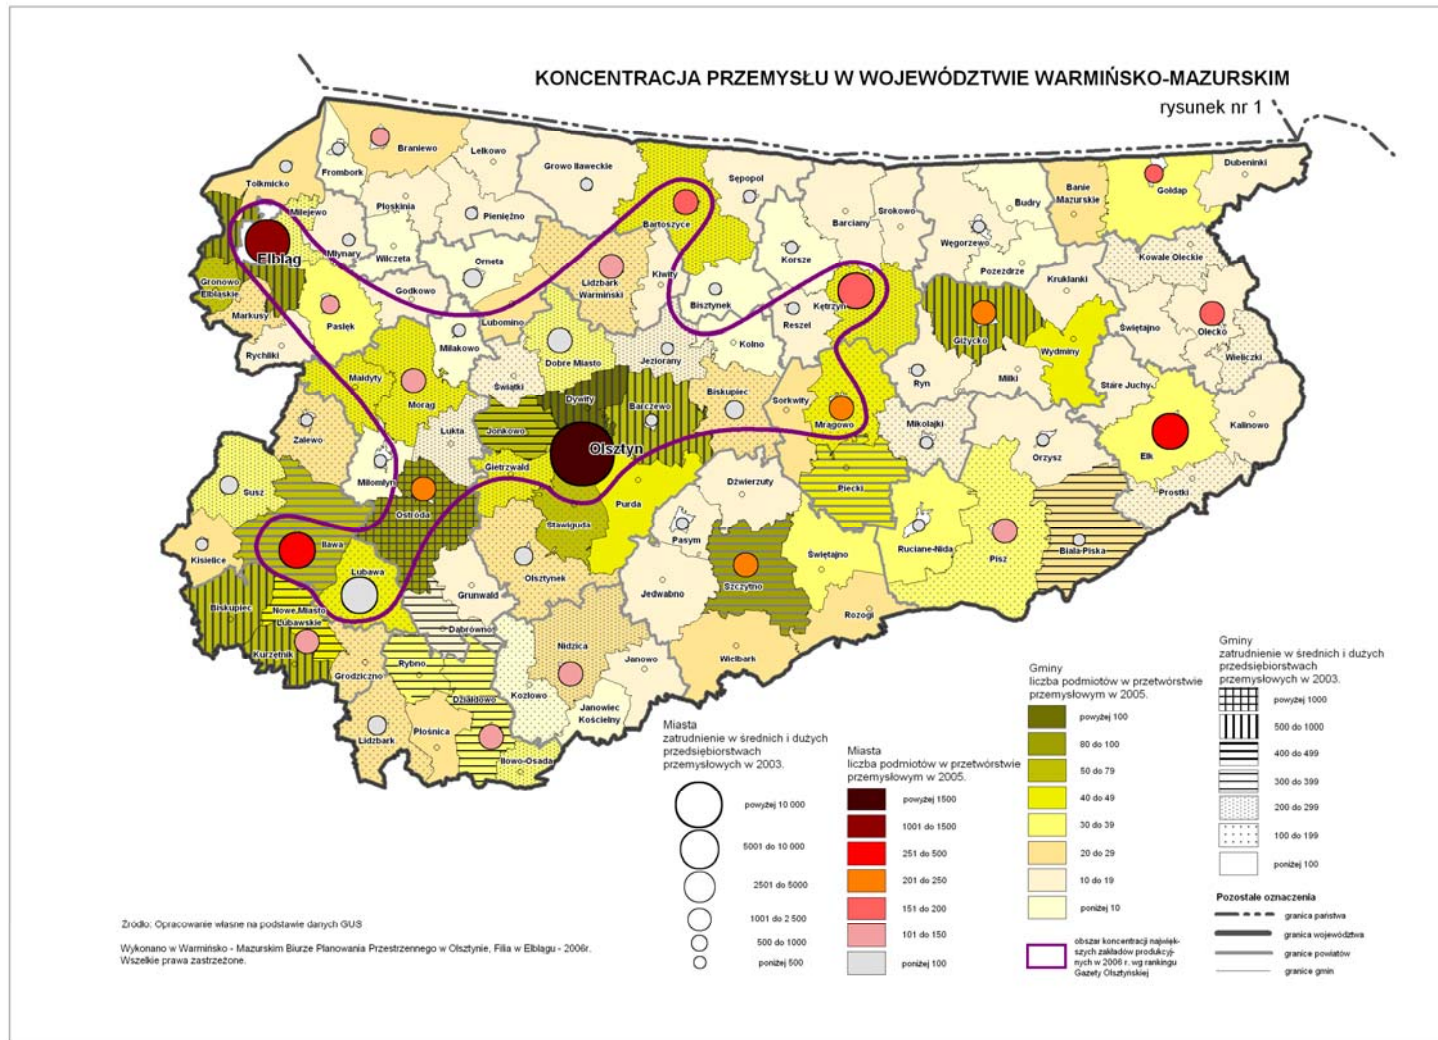 KONCENTRACJA PRZEMYSŁU W WOJEWÓDZTWIE WARMIŃSKO-MAZURSKIM
rysunek nr 1
Frombork
Braniewo
Lelkowo
Tolmicko
Płoskinia
Pieniężno
Growo Iławeckie
Sępopol
Bartoszyce
Barciany
Srokowo
Węgorzewo
Budry
Banie
Mazurskie
Gołdap
Dubeninki
Milejewo
Elbląg
Młynary
Wilczęta
Orneta
Godkowo
Lidzbark
Warmiński
Kiwity
Bisztynek
Korsze
Kętrzyn
Reszel
Pozezdrze
Kruklanki
Kowale Oleckie
Gronowo
Elbląskie
Markusy
Pasłęk
Rychliki
Miłakowo
Lubomino
Dobre Miasto
Jeziorany
Kolno
Giżycko
Wydminy
Świętajno
Olecko
Wieliczki
Małdyty
Morąg
Świątki
Dywity
Barczewo
Biskupiec
Sorkwity
Mrągowo
Ryn
Miłki
Stare Juchy
Zalewo
Łukta
Jonkowo
Olsztyn
Mikołajki
Orzysz
Ełk
Kalinowo
Miłomłyn
Gietrzwałd
Susz
Ostróda
Stawiguda
Purda
Dźwierzuty
Piecki
Prostki
Kisielice
Iława
Lubawa
Olsztynek
Pasym
Szczytno
Świętajno
Ruciane-Nida
Pisz
Biała-Piska
Biskupiec
Nowe Miasto
Lubawskie
Grunwald
Jedwabno
Rozogi
Kurzętnik
Dąbrówno
Nidzica
Wielbark
Grodziczno
Rybno
Janowo
Lidzbark
Płośnica
Działdowo
Kozłowo
Janowiec
Kościelny
Iłowo-Osada
Miasta
zatrudnienie w średnich i dużych
przedsiębiorstwach
przemysłowych w 2003.
powyżej 10 000
5001 do 10 000
2501 do 5000
1001 do 2 500
500 do 1000
poniżej 500
Miasta
liczba podmiotów w przetwórstwie
przemysłowym w 2005.
powyżej 1500
1001 do 1500
251 do 500
201 do 250
151 do 200
101 do 150
poniżej 100
Gminy
liczba podmiotów w przetwórstwie
przemysłowym w 2005.
powyżej 100
80 do 100
50 do 79
40 do 49
30 do 39
20 do 29
10 do 19
poniżej 10
obszar koncentracji najwięk-
szych zakładów produkcyj-
nych w 2006 r. wg rankingu
Gazety Olsztyńskiej
Gminy
zatrudnienie w średnich i dużych
przedsiębiorstwach
przemysłowych w 2003.
powyżej 1000
500 do 1000
400 do 499
300 do 399
200 do 299
100 do 199
poniżej 100
Pozostałe oznaczenia
granica państwa
granica województwa
granice powiatów
granice gmin
Źródło: Opracowanie własne na podstawie danych GUS
Wykonano w Warmińsko - Mazurskim Biurze Planowania Przestrzennego w Olsztynie, Filia w Elblągu - 2006r.
Wszelkie prawa zastrzeżone.